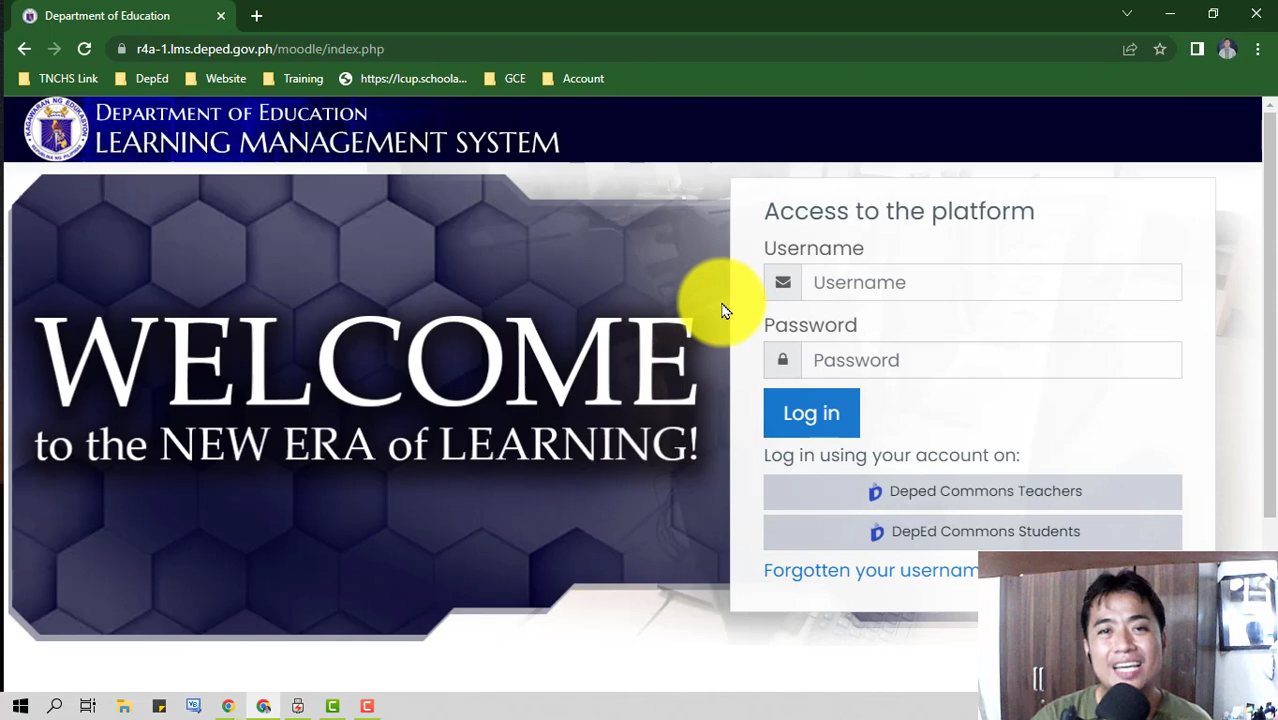 Department of Education
r4a-1.lms.deped.gov.ph/moodle/index.php
TNCHS Link
DepEd
Website
Training
https://lcup.schoola...
GCE
Account
DEPARTMENT OF EDUCATION
LEARNING MANAGEMENT SYSTEM
WELCOME
to the NEW ERA of LEARNING!
Access to the platform
Username
Username
Password
Password
Log in
Log in using your account on:
Deped Commons Teachers
DepEd Commons Students
Forgotten your usernam